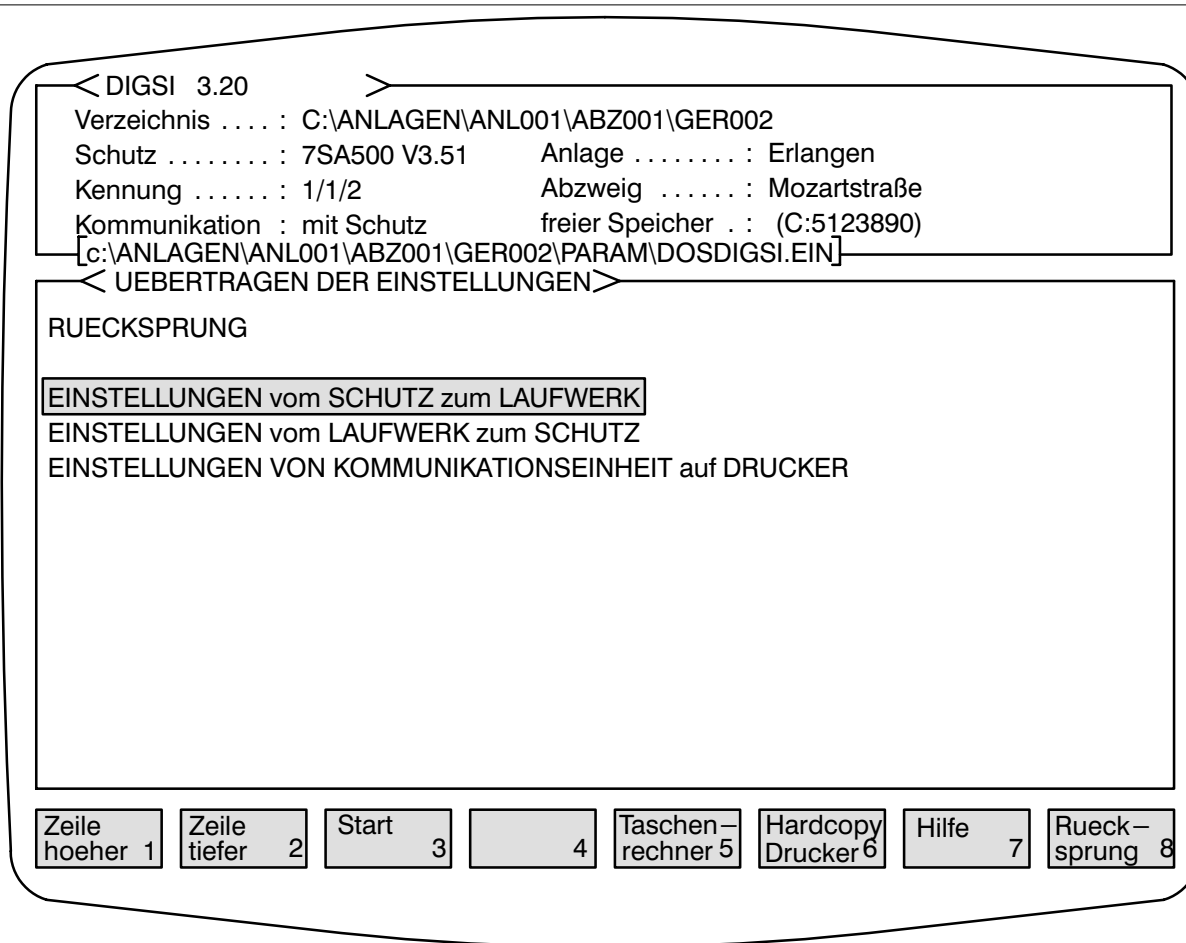 DIGSI 3.20
Verzeichnis . . . . : C:\ANLAGEN\ANL001\ABZ001\GER002
Schutz . . . . . . . . : 7SA500 V3.51 Anlage . . . . . . . . : Erlangen
Kennung . . . . . . : 1/1/2 Abzweig . . . . . . : Mozartstraße
Kommunikation : mit Schutz freier Speicher . : (C:5123890)
[c:\ANLAGEN\ANL001\ABZ001\GER002\PARAM\DOSDIGSI.EIN]
UEBERTRAGEN DER EINSTELLUNGEN
RUECKSPRUNG
EINSTELLUNGEN vom SCHUTZ zum LAUFWERK
EINSTELLUNGEN vom LAUFWERK zum SCHUTZ
EINSTELLUNGEN VON KOMMUNIKATIONSEINHEIT auf DRUCKER
Zeile
hoeher 1
Zeile
tiefer 2
Start
3
4
Taschen–
rechner 5
Hardcopy
Drucker 6
Hilfe
7
Rueck–
sprung 8